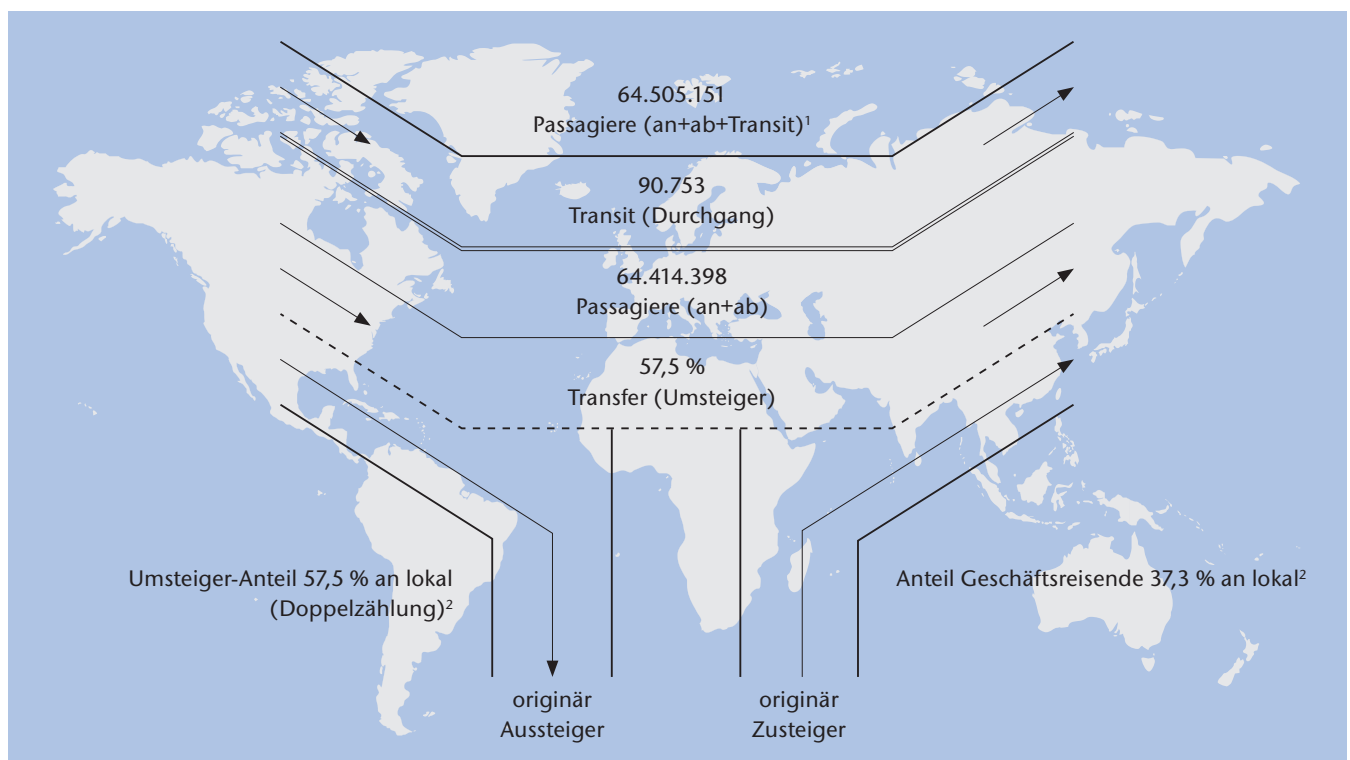 64.505.151
Passagiere (an+ab+Transit)¹
90.753
Transit (Durchgang)
64.414.398
Passagiere (an+ab)
57,5 %
Transfer (Umsteiger)
Umsteiger-Anteil 57,5 % an lokal
(Doppelzählung)²
Anteil Geschäftsreisende 37,3 % an lokal²
originär
Aussteiger
originär
Zusteiger